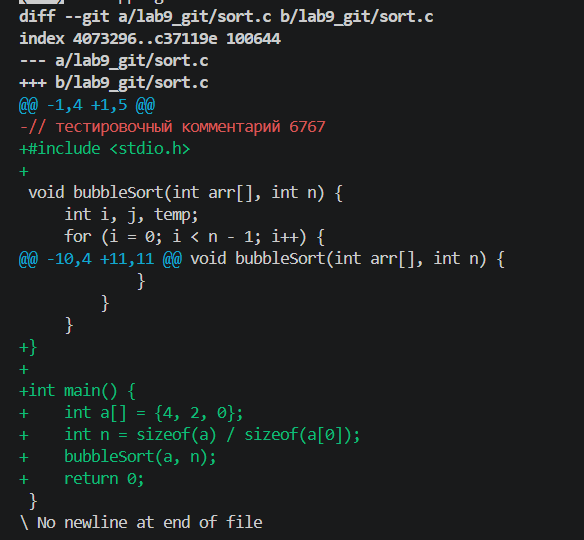 diff --git a/lab9_git/sort.c b/lab9_git/sort.c
index 4073296..c37119e 100644
--- a/lab9_git/sort.c
+++ b/lab9_git/sort.c
@@ -1,4 +1,5 @@
-// тестировочный комментарий 6767
+#include <stdio.h>
+
 void bubbleSort(int arr[], int n) {
     int i, j, temp;
     for (i = 0; i < n - 1; i++) {
@@ -10,4 +11,11 @@ void bubbleSort(int arr[], int n) {
             }
         }
     }
+}
+
+int main() {
+    int a[] = {4, 2, 0};
+    int n = sizeof(a) / sizeof(a[0]);
+    bubbleSort(a, n);
+    return 0;
 }
\ No newline at end of file